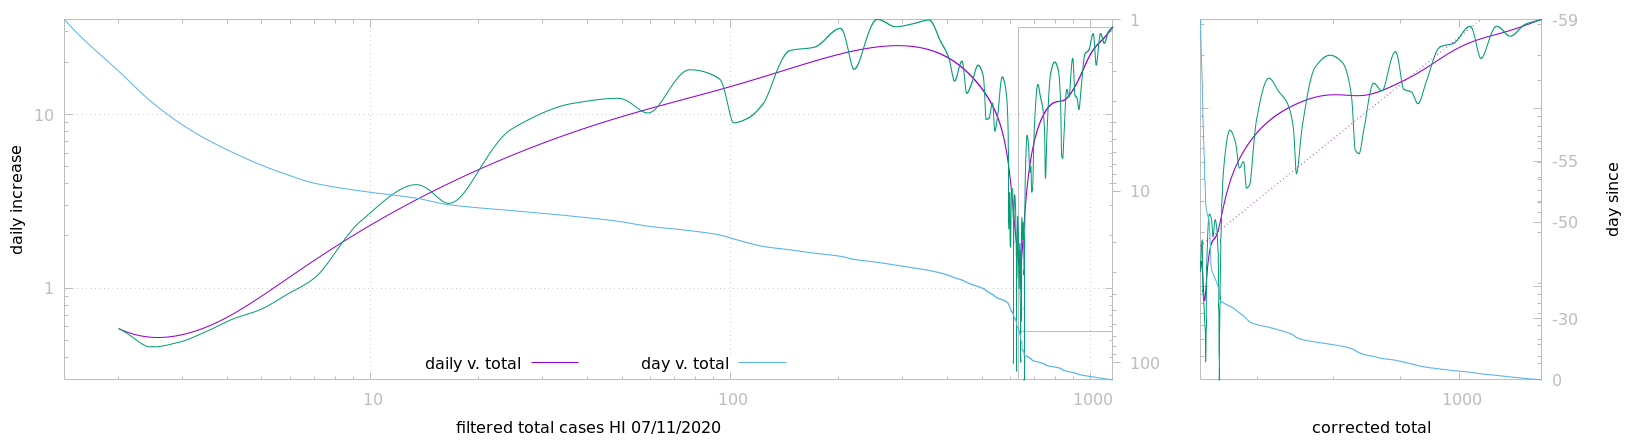 1
-59
10
daily increase
-55
day since
10
-50
1
-30
daily v. total
day v. total
100
0
10
100
1000
1000
filtered total cases HI 07/11/2020
corrected total